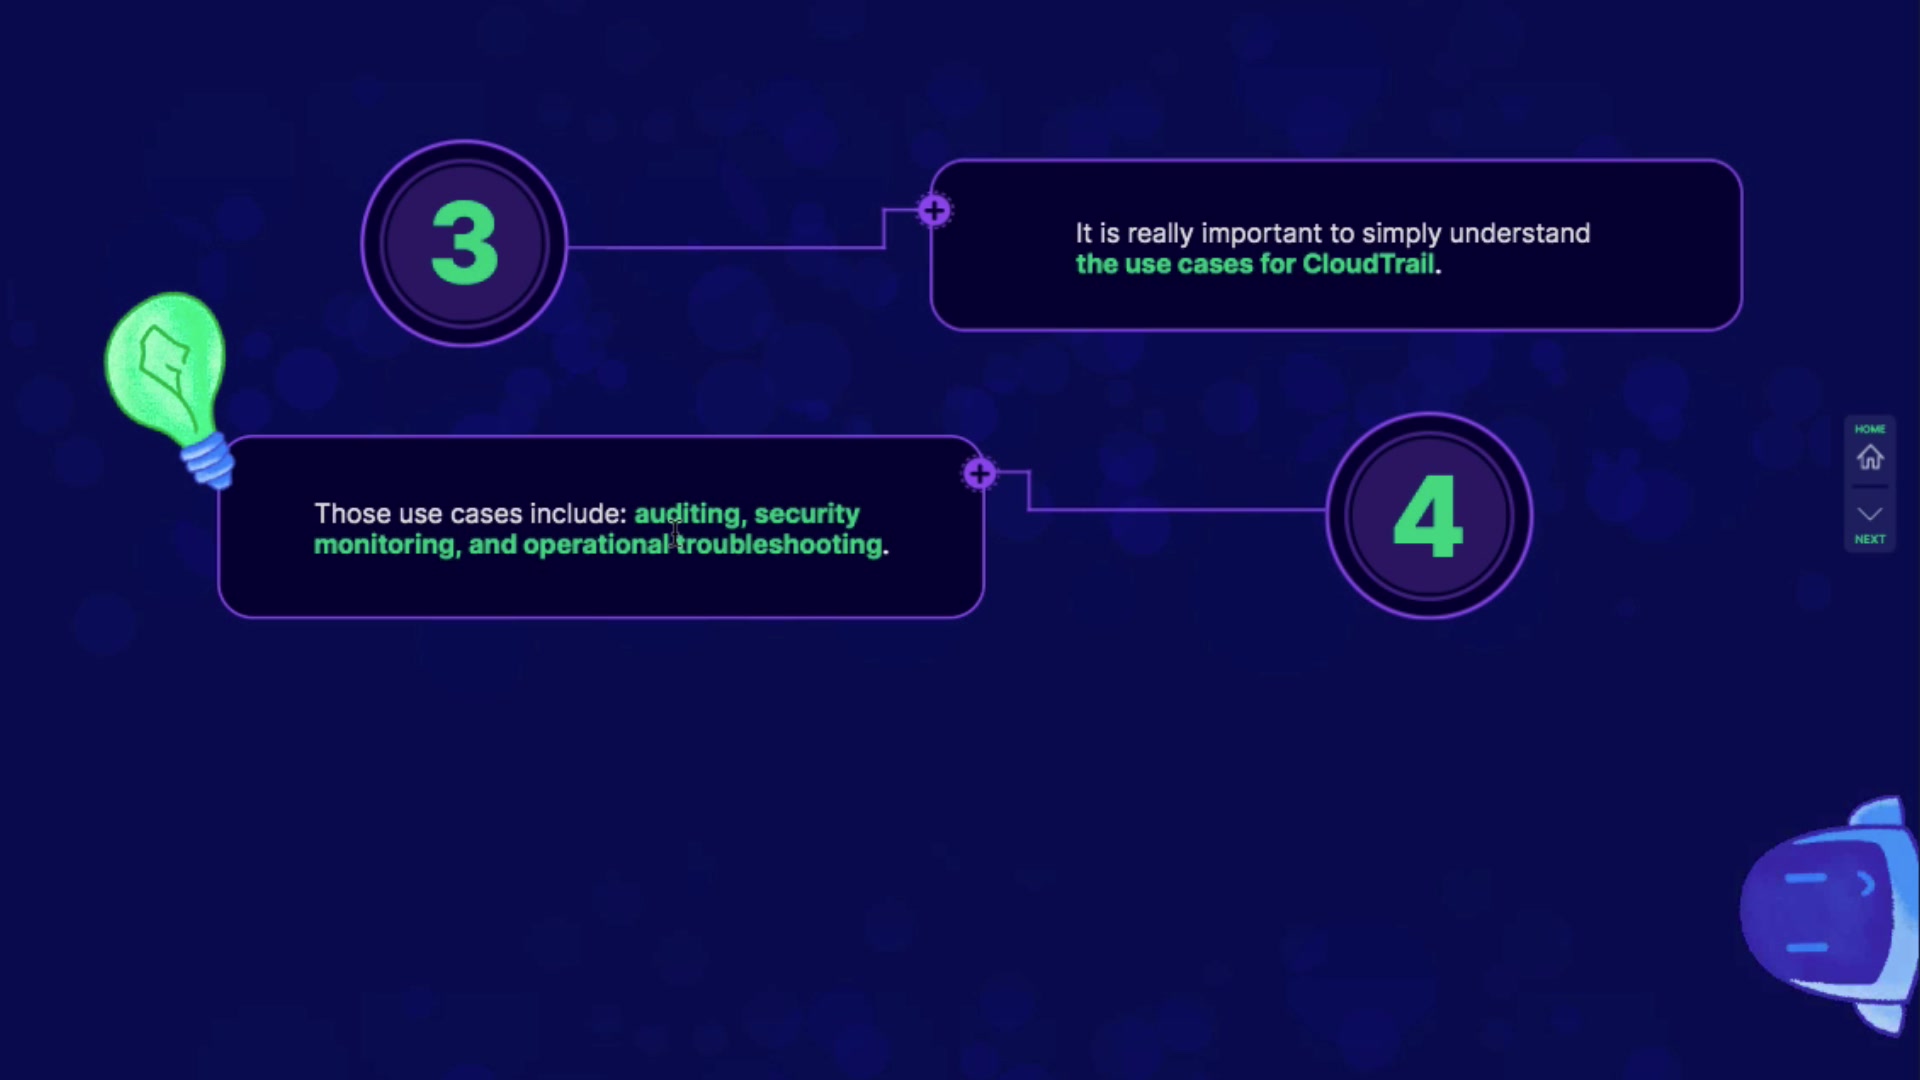 3
It is really important to simply understand
the use cases for CloudTrail.
Those use cases include: auditing, security
monitoring, and operational troubleshooting.
4
HOME
NEXT